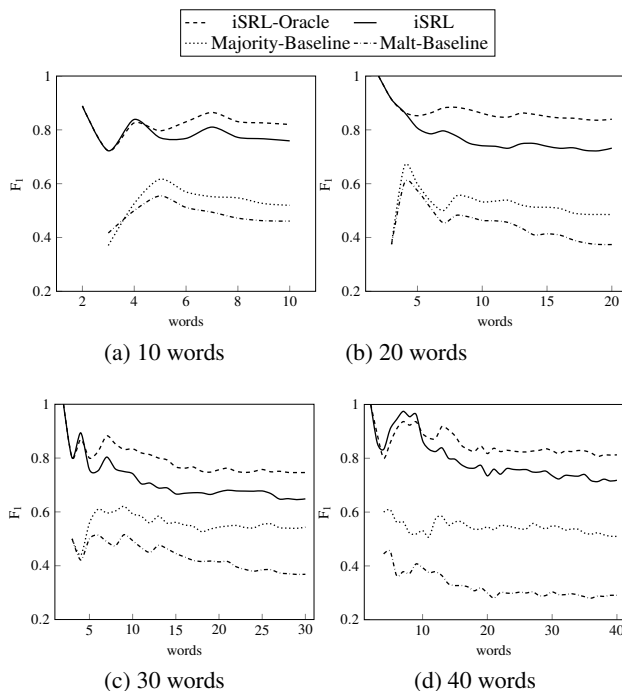 iSRL-Oracle iSRL
Majority-Baseline Malt-Baseline
1
0.8
0.6
0.4
0.2
F1
2 4 6 8 10
words
(a) 10 words
1
0.8
0.6
0.4
0.2
F1
5 10 15 20
words
(b) 20 words
1
0.8
0.6
0.4
0.2
F1
5 10 15 20 25 30
words
(c) 30 words
1
0.8
0.6
0.4
0.2
F1
10 20 30 40
words
(d) 40 words